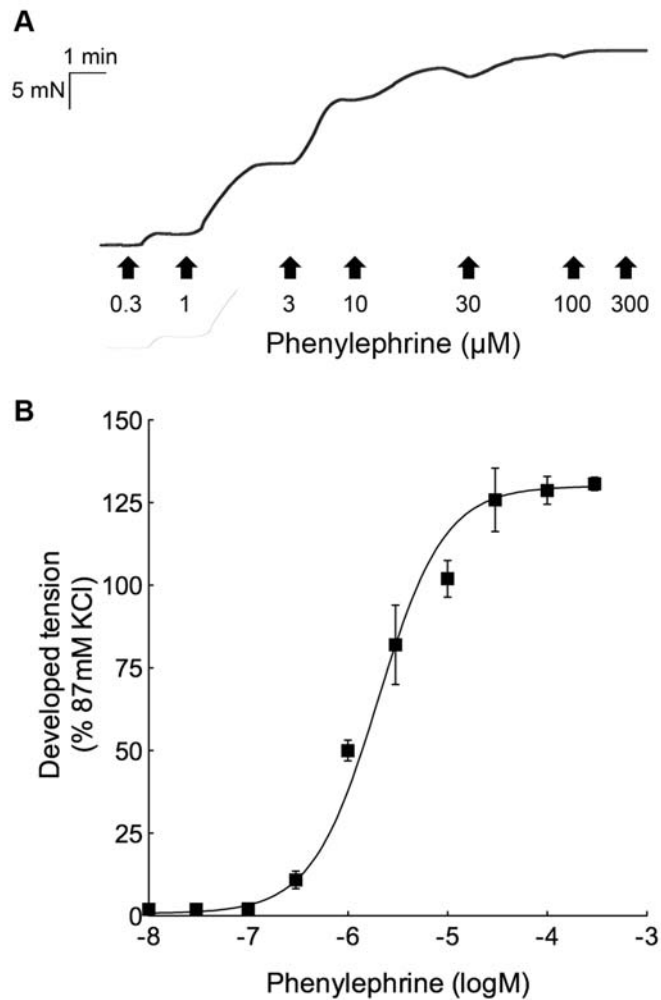 A
1 min
5 mN
0.3 1 3 10 30 100 300
Phenylephrine (µM)
B
Developed tension
(% 87mM KCl)
150
125
100
75
50
25
0
-8 -7 -6 -5 -4 -3
Phenylephrine (logM)